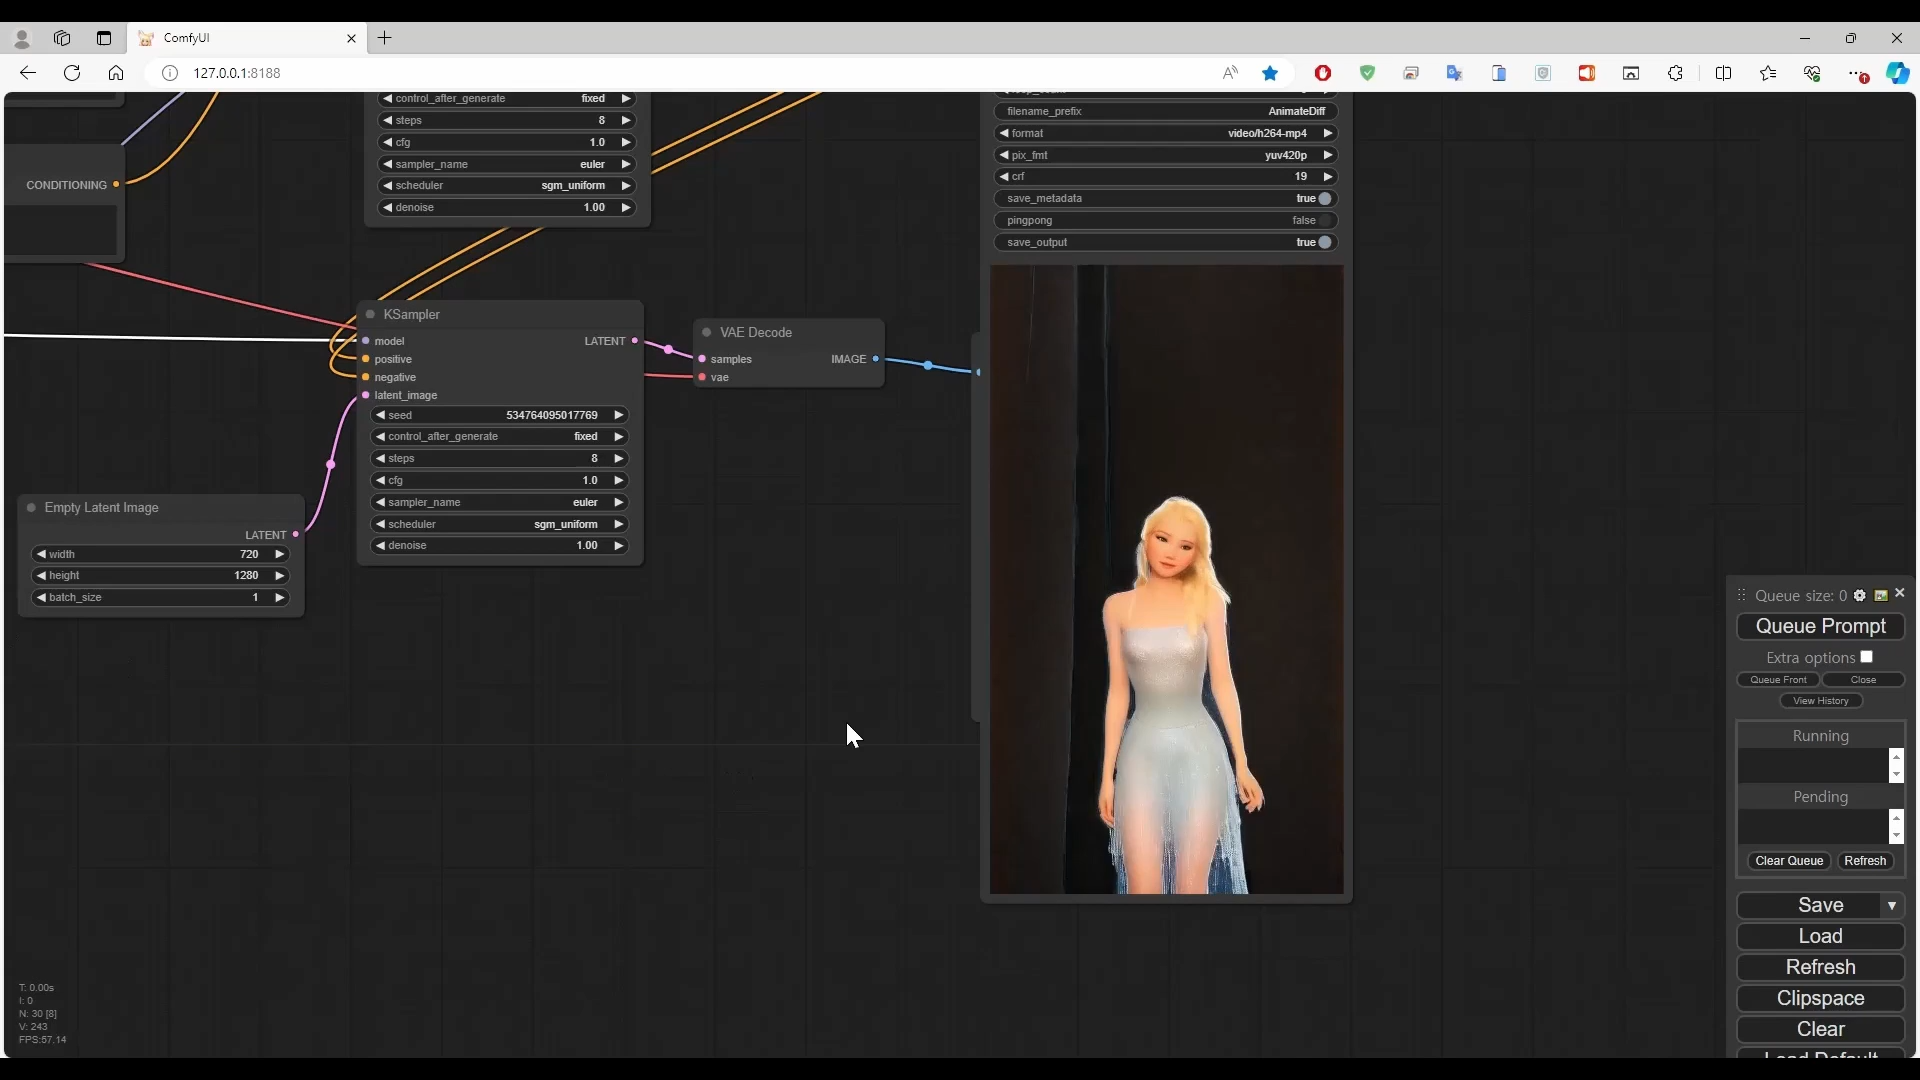 ComfyUI
127.0.0.1:8188
control_after_generate fixed
steps 8
cfg 1.0
sampler_name euler
scheduler sgm_uniform
denoise 1.00
CONDITIONING
filename_prefix AnimateDiff
format video/h264-mp4
pix_fmt yuv420p
crf 19
save_metadata true
pingpong false
save_output true
KSampler
model LATENT
positive
negative
latent_image
seed 534764095017769
control_after_generate fixed
steps 8
cfg 1.0
sampler_name euler
scheduler sgm_uniform
denoise 1.00
VAE Decode
samples IMAGE
vae
Empty Latent Image
LATENT
width 720
height 1280
batch_size 1
Queue size: 0
Queue Prompt
Extra options
Queue Front Close
View History
Running
Pending
Clear Queue Refresh
Save
Load
Refresh
Clipspace
Clear
Load Default
T: 0.00s
I: 0
N: 30 [8]
V: 243
FPS:57.14